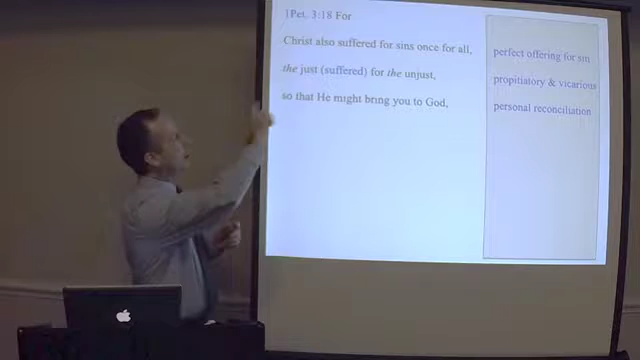 1Pet. 3:18 For
Christ also suffered for sins once for all,
the just (suffered) for the unjust,
so that He might bring you to God,
perfect offering for sin
propitiatory & vicarious
personal reconciliation